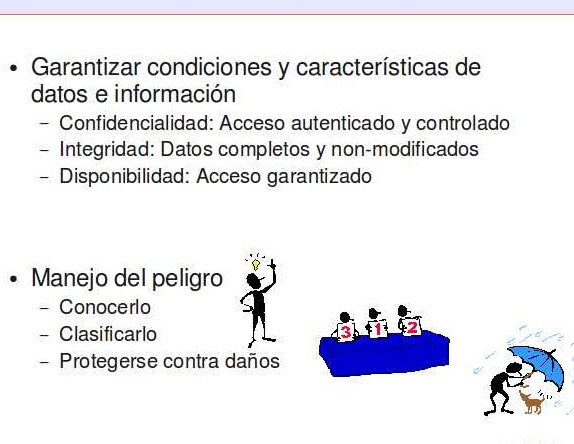 • Garantizar condiciones y características de
datos e información
– Confidencialidad: Acceso autenticado y controlado
– Integridad: Datos completos y non-modificados
– Disponibilidad: Acceso garantizado
• Manejo del peligro
– Conocerlo
– Clasificarlo
– Protegerse contra daños
3 1 2